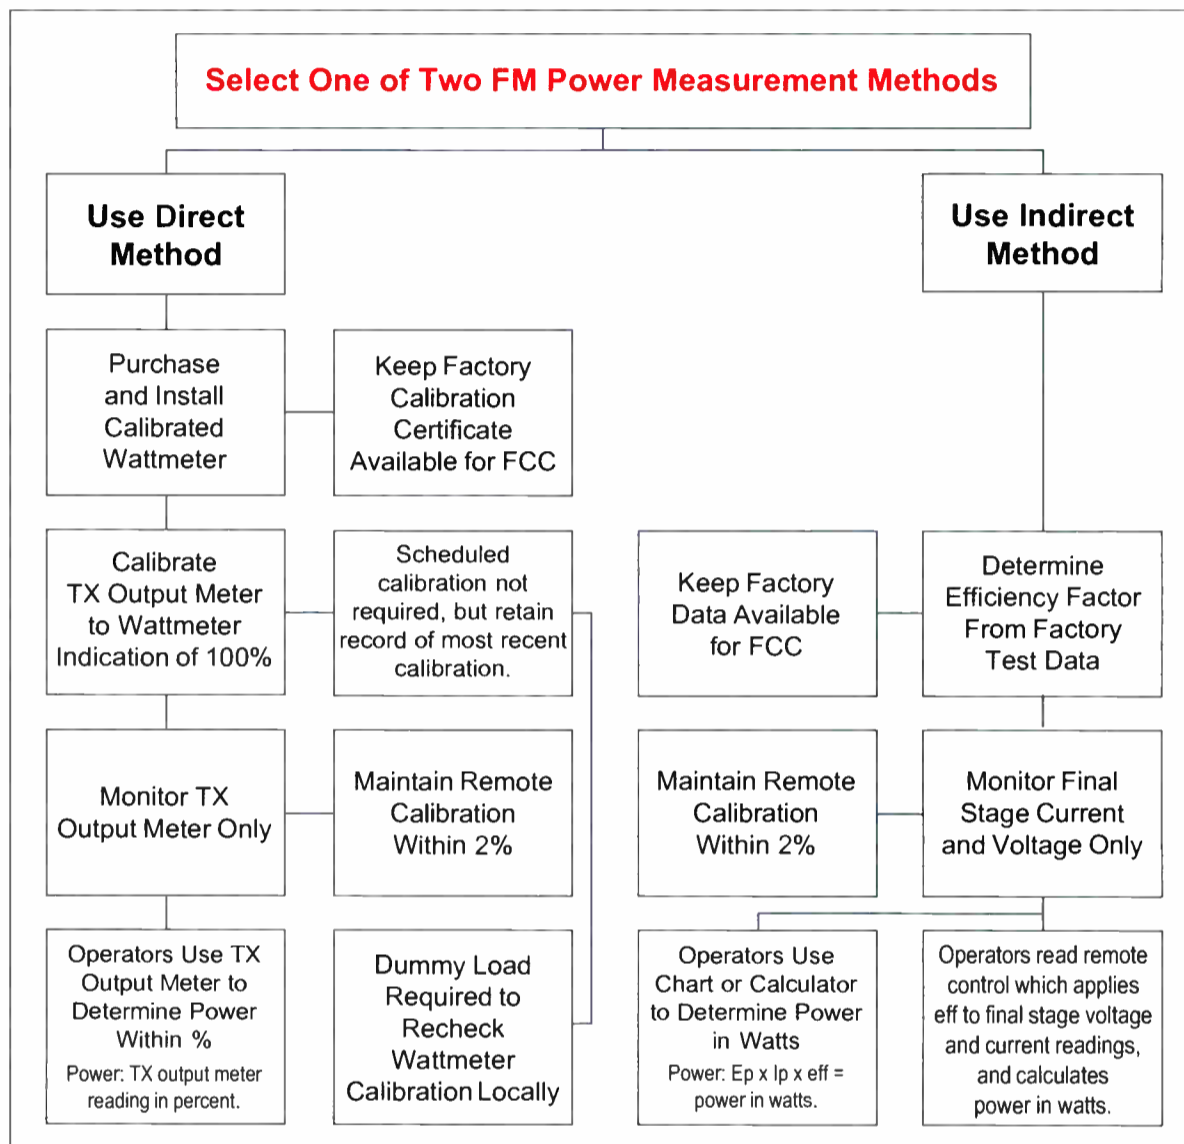 Select One of Two FM Power Measurement Methods
Use Direct
Method
Use Indirect
Method
Purchase
and Install
Calibrated
Wattmeter
Keep Factory
Calibration
Certificate
Available for FCC
Calibrate
TX Output Meter
to Wattmeter
Indication of 100%
Scheduled
calibration not
required, but retain
record of most recent
calibration.
Keep Factory
Data Available
for FCC
Determine
Efficiency Factor
From Factory
Test Data
Monitor TX
Output Meter Only
Maintain Remote
Calibration
Within 2%
Maintain Remote
Calibration
Within 2%
Monitor Final
Stage Current
and Voltage Only
Operators Use TX
Output Meter to
Determine Power
Within %
Power: TX output meter
reading in percent.
Dummy Load
Required to
Recheck
Wattmeter
Calibration Locally
Operators Use
Chart or Calculator
to Determine Power
in Watts
Power: Ep x Ip x eff =
power in watts.
Operators read remote
control which applies
eff to final stage voltage
and current readings,
and calculates
power in watts.